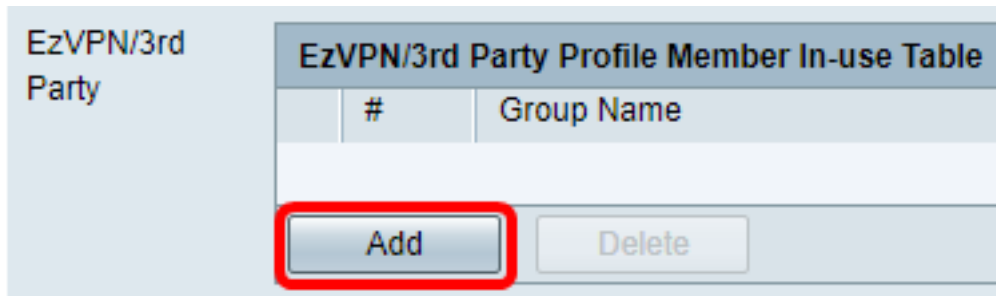 EzVPN/3rd
Party
EzVPN/3rd Party Profile Member In-use Table
# Group Name
Add Delete